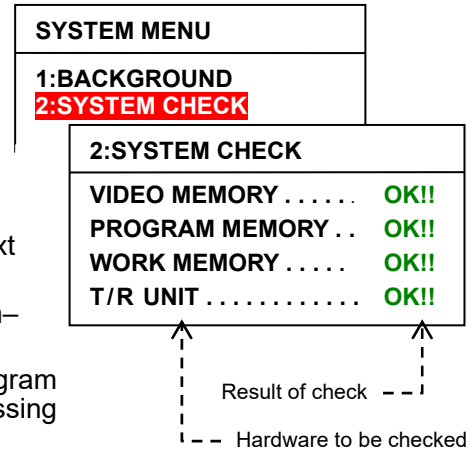 SYSTEM MENU
1:BACKGROUND
2:SYSTEM CHECK
2:SYSTEM CHECK
VIDEO MEMORY . . . . . . OK!!
PROGRAM MEMORY . . OK!!
WORK MEMORY . . . . . OK!!
T/R UNIT . . . . . . . . . . . . OK!!
Result of check
Hardware to be checked